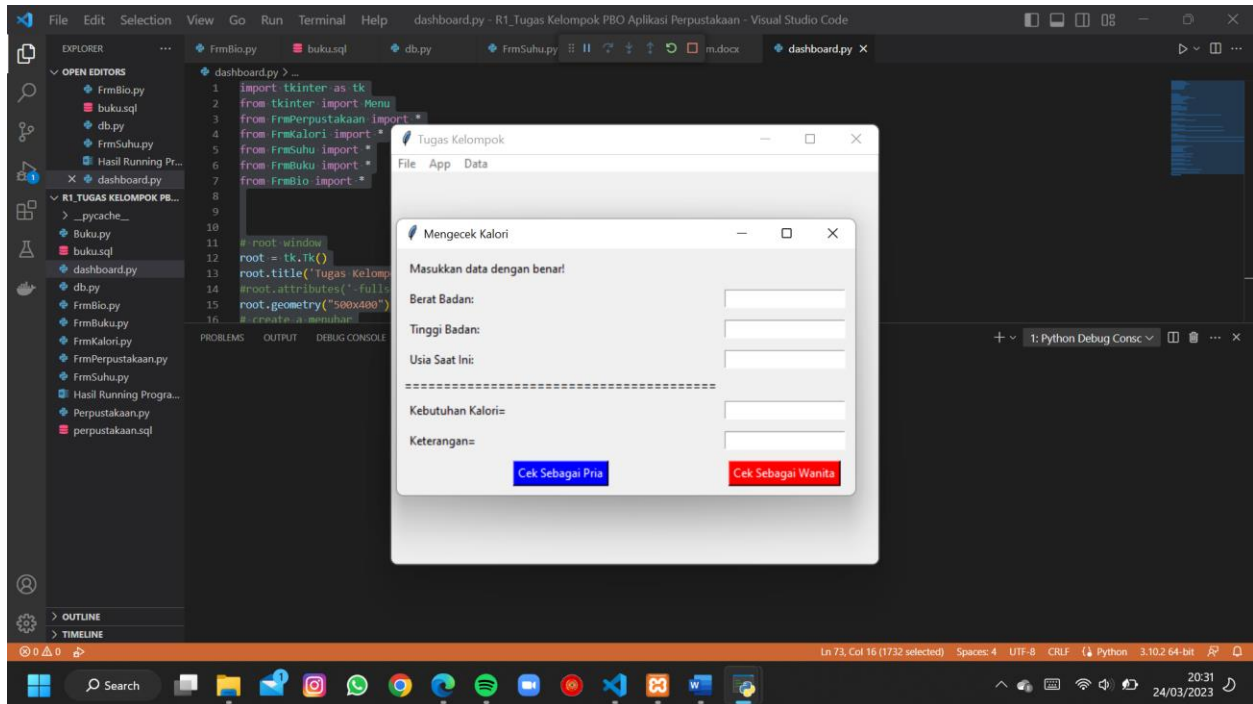 File Edit Selection View Go Run Terminal Help dashboard.py - R1_Tugas Kelompok PBO Aplikasi Perpustakaan - Visual Studio Code
EXPLORER ...
FrmBio.py buku.sql db.py FrmSuhu.py m.docx dashboard.py
OPEN EDITORS
FrmBio.py
buku.sql
db.py
FrmSuhu.py
Hasil Running Pr...
dashboard.py
R1_TUGAS KELOMPOK PB...
__pycache__
Buku.py
buku.sql
dashboard.py
db.py
FrmBio.py
FrmBuku.py
FrmKalori.py
FrmPerpustakaan.py
FrmSuhu.py
Hasil Running Progra...
Perpustakaan.py
perpustakaan.sql
OUTLINE
TIMELINE
dashboard.py > ...
1 import tkinter as tk
2 from tkinter import Menu
3 from FrmPerpustakaan import *
4 from FrmKalori import *
5 from FrmSuhu import *
6 from FrmBuku import *
7 from FrmBio import *
8
9
10
11 # root window
12 root = tk.Tk()
13 root.title('Tugas Kelomp
14 #root.attributes('-fulls
15 root.geometry("500x400")
16 # create a menubar
PROBLEMS OUTPUT DEBUG CONSOLE 1: Python Debug Consc
Tugas Kelompok
File App Data
Mengecek Kalori
Masukkan data dengan benar!
Berat Badan:
Tinggi Badan:
Usia Saat Ini:
========================================
Kebutuhan Kalori=
Keterangan=
Cek Sebagai Pria Cek Sebagai Wanita
0 0 Ln 73, Col 16 (1732 selected) Spaces: 4 UTF-8 CRLF Python 3.10.2 64-bit
Search
20:31
24/03/2023